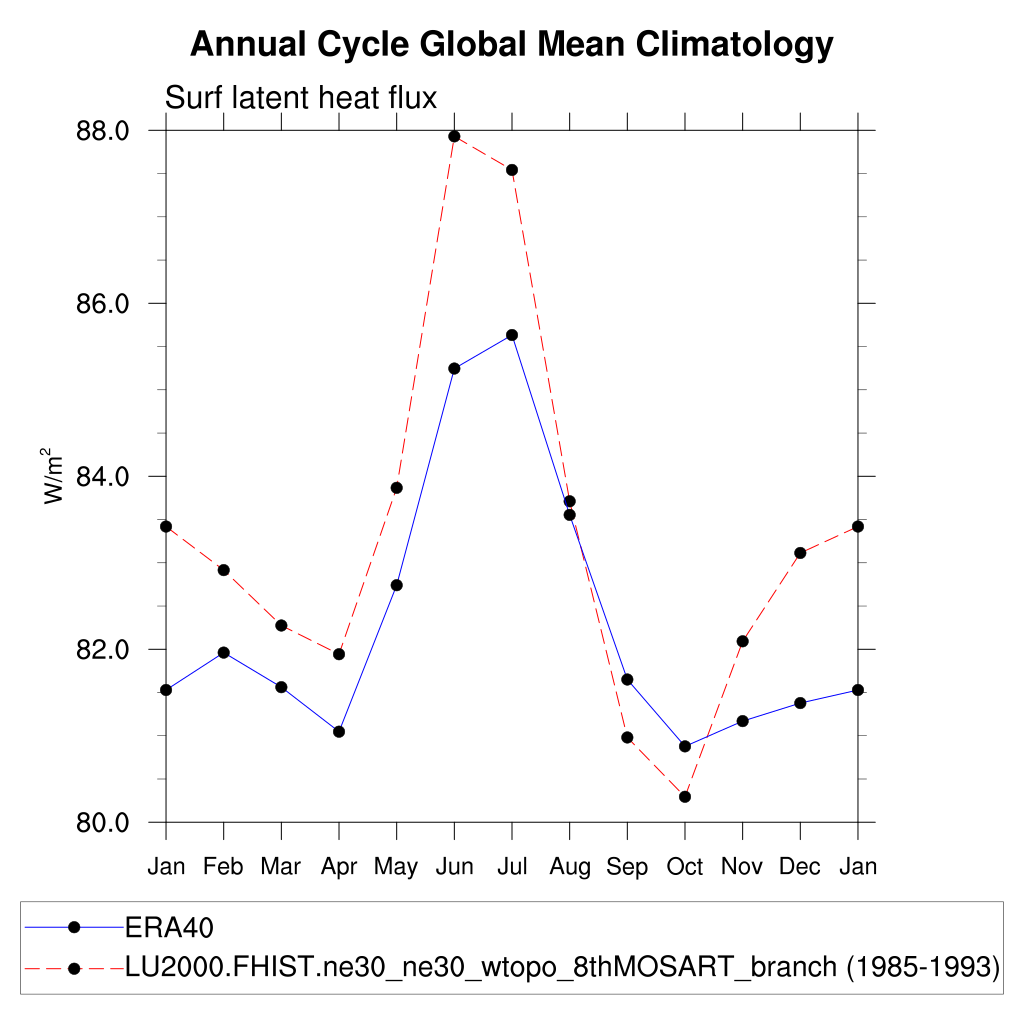 Annual Cycle Global Mean Climatology
Surf latent heat flux
88.0
86.0
84.0
82.0
80.0
W/m²
Jan Feb Mar Apr May Jun Jul Aug Sep Oct Nov Dec Jan
ERA40
LU2000.FHIST.ne30_ne30_wtopo_8thMOSART_branch (1985-1993)